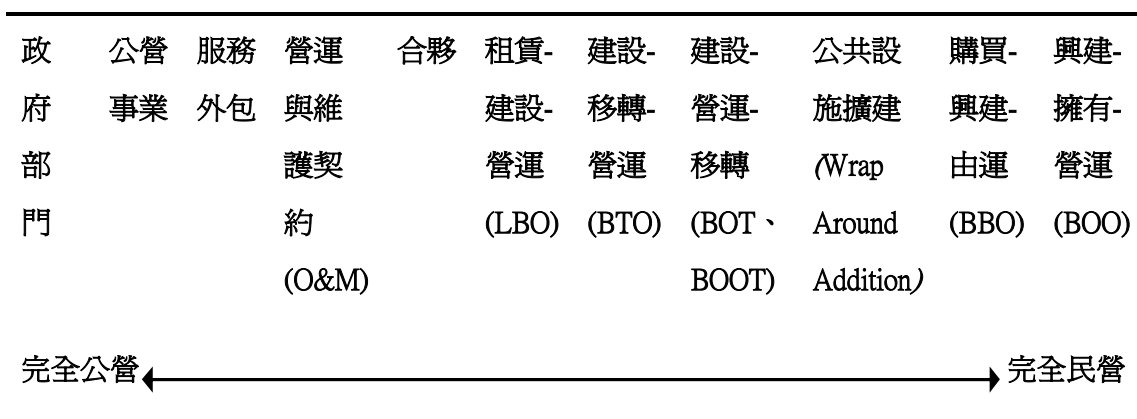 政府部門
公營事業
服務外包
營運與維護契約(O&M)
合夥
租賃-建設-營運(LBO)
建設-移轉-營運(BTO)
建設-營運-移轉(BOT、BOOT)
公共設施擴建(Wrap Around Addition)
購買-興建-由運(BBO)
興建-擁有-營運(BOO)
完全公營
完全民營